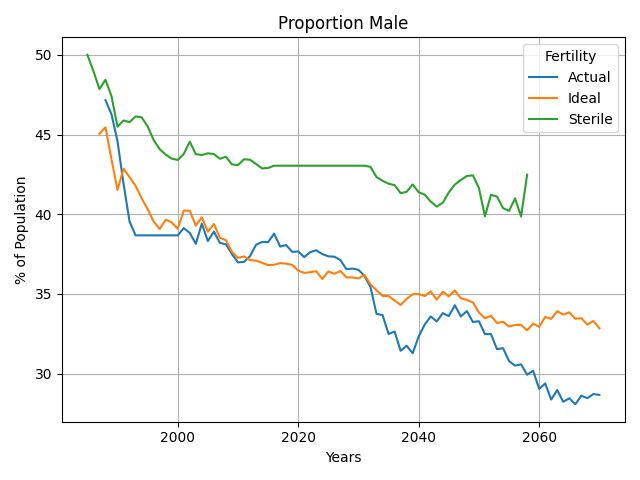 Proportion Male
Fertility
Actual
Ideal
Sterile
% of Population
50
45
40
35
30
2000
2020
2040
2060
Years